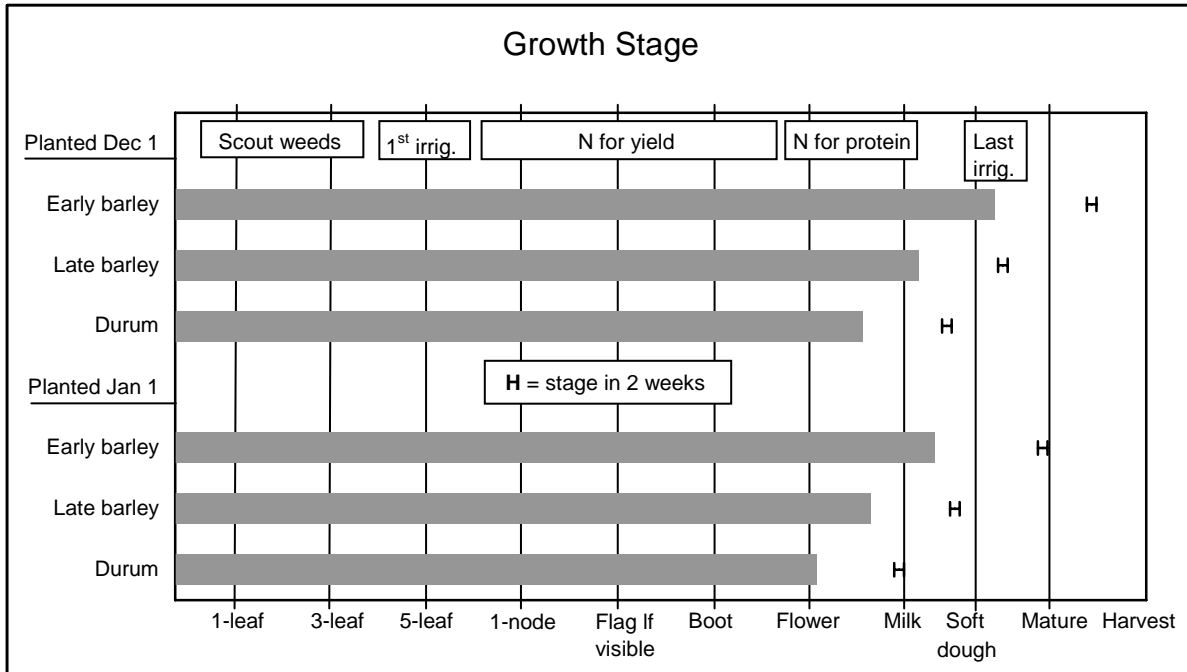 Growth Stage
Planted Dec 1
Scout weeds
1st irrig.
N for yield
N for protein
Last
irrig.
Early barley
H
Late barley
H
Durum
H
Planted Jan 1
H = stage in 2 weeks
Early barley
H
Late barley
H
Durum
H
1-leaf 3-leaf 5-leaf 1-node Flag lf Boot Flower Milk Soft Mature Harvest
visible dough